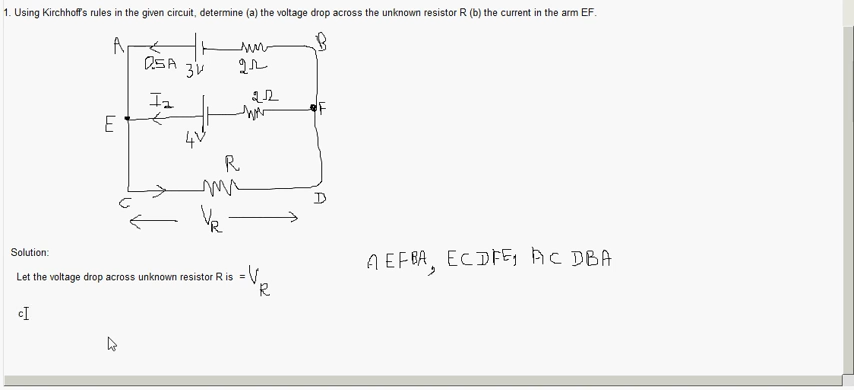 1. Using Kirchhoff's rules in the given circuit, determine (a) the voltage drop across the unknown resistor R (b) the current in the arm EF.
A B
0.5A 3V 2Ω
I2 2Ω
E F
4V
R
C D
VR
Solution:
AEFBA, ECDFE, ACDBA
Let the voltage drop across unknown resistor R is = VR
c